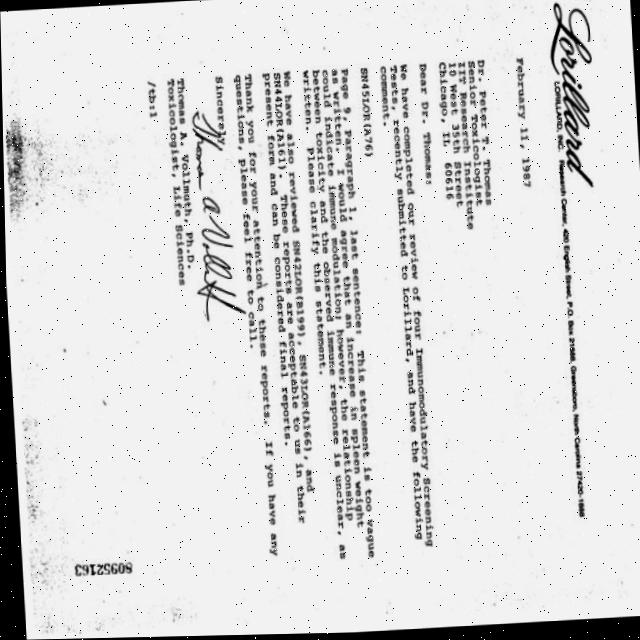 Lorillard
LORILLARD, INC. Research Center, 420 English Street, P.O. Box 21688, Greensboro, North Carolina 27420-1688
February 11, 1987
Dr. Peter T. Thomas
Senior Toxicologist
IIT Research Institute
10 West 35th Street
Chicago, IL 60616
Dear Dr. Thomas:
We have completed our review of four Immunomodulatory Screening
Tests, recently submitted to Lorillard, and have the following
comment.
SN45LOR(A76)
Page 9, Paragraph 1, last sentence: This statement is too vague
as written. I would agree that an increase in spleen weight
could indicate immune modulation; however, the relationship
between toxicity and the observed immune response is unclear, as
written. Please clarify this statement.
We have also reviewed SN42LOR(B199), SN43LOR(A166), and
These reports are acceptable to us in their
present form and can be considered final reports.
Thank you for your attention to these reports. If you have any
questions, please feel free to call.
Sincerely,
Thomas A. Vollmuth
Thomas A. Vollmuth, Ph.D.
Toxicologist, Life Sciences
/tbil
80952163